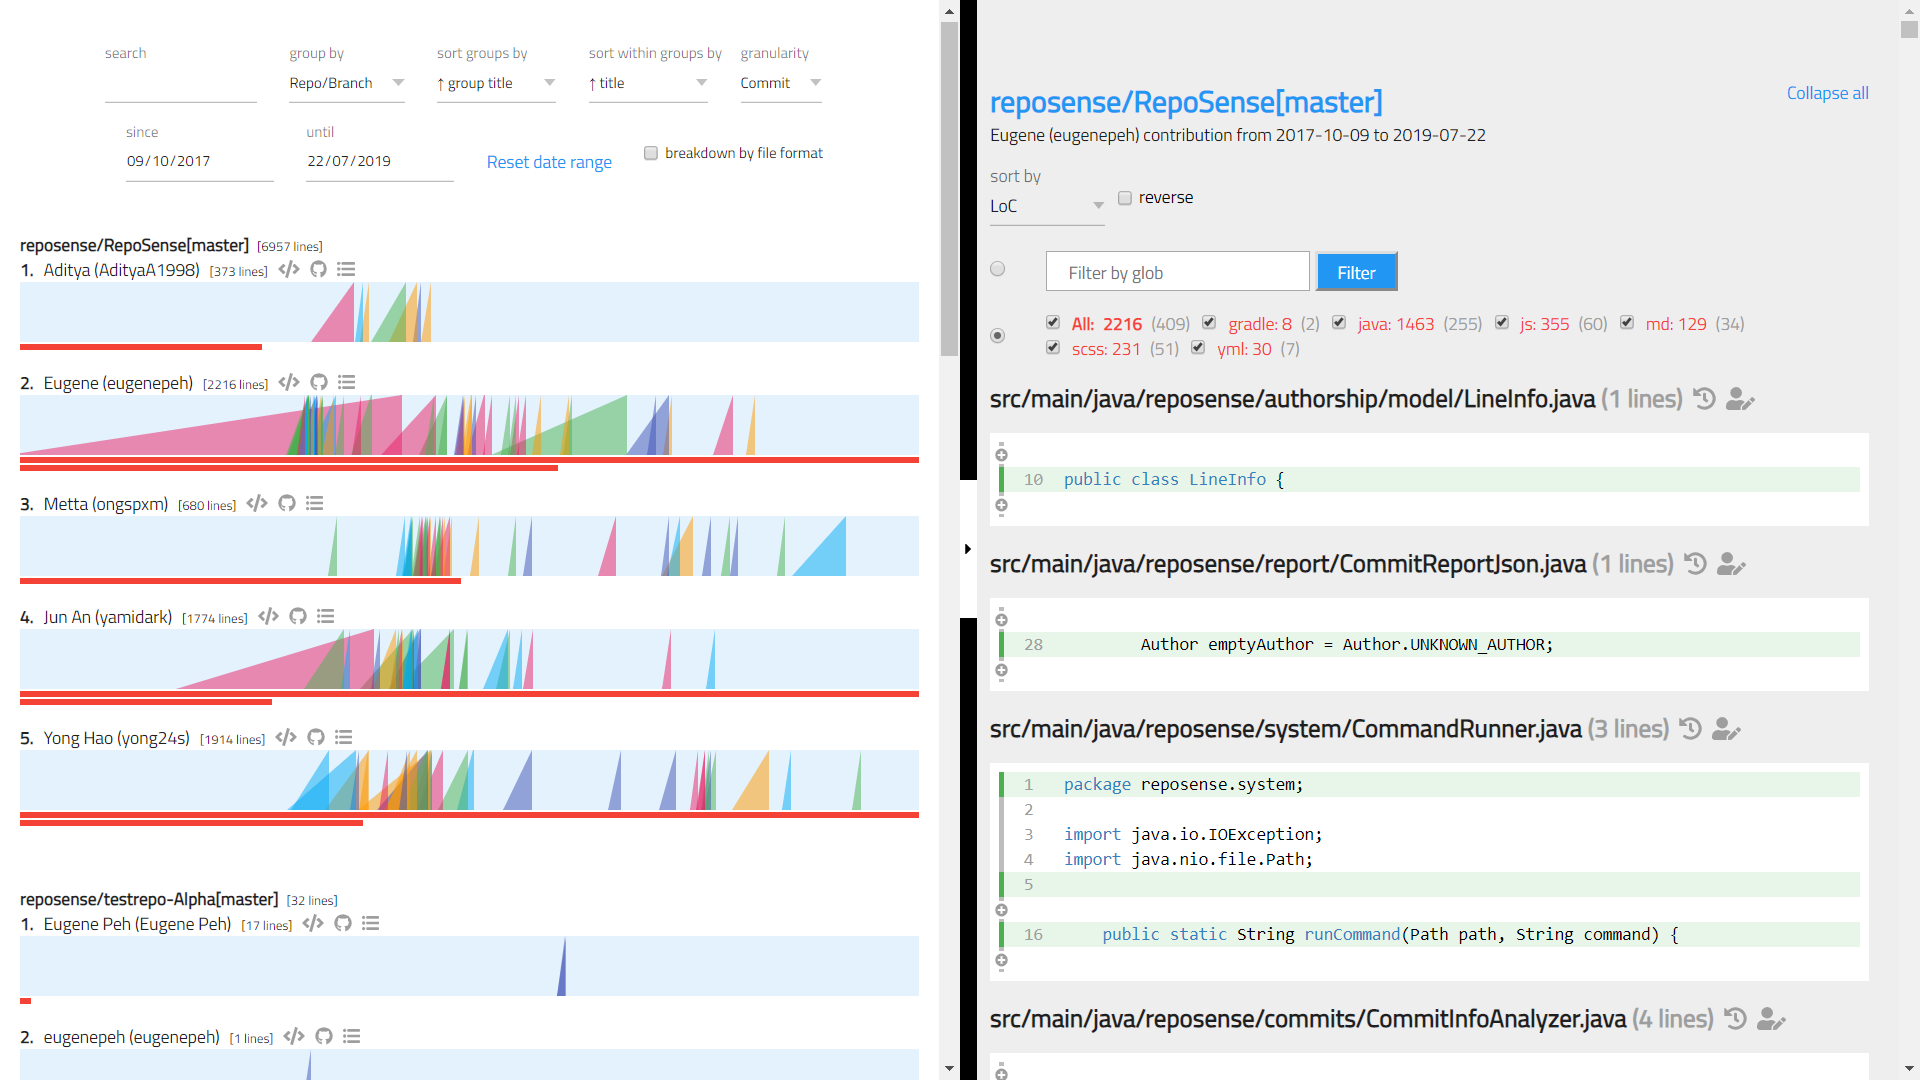 search
group by
sort groups by
sort within groups by
granularity
Repo/Branch
↑ group title
↑ title
Commit
since
until
09/10/2017
22/07/2019
Reset date range
breakdown by file format
reposense/RepoSense[master] [6957 lines]
1. Aditya (AdityaA1998) [373 lines]
2. Eugene (eugenepeh) [2216 lines]
3. Metta (ongspxm) [680 lines]
4. Jun An (yamidark) [1774 lines]
5. Yong Hao (yong24s) [1914 lines]
reposense/testrepo-Alpha[master] [32 lines]
1. Eugene Peh (Eugene Peh) [17 lines]
2. eugenepeh (eugenepeh) [1 lines]
reposense/RepoSense[master]
Collapse all
Eugene (eugenepeh) contribution from 2017-10-09 to 2019-07-22
sort by
LoC
reverse
Filter by glob
Filter
All: 2216 (409) gradle: 8 (2) java: 1463 (255) js: 355 (60) md: 129 (34)
scss: 231 (51) yml: 30 (7)
src/main/java/reposense/authorship/model/LineInfo.java (1 lines)
10 public class LineInfo {
src/main/java/reposense/report/CommitReportJson.java (1 lines)
28 Author emptyAuthor = Author.UNKNOWN_AUTHOR;
src/main/java/reposense/system/CommandRunner.java (3 lines)
1 package reposense.system;
2
3 import java.io.IOException;
4 import java.nio.file.Path;
5
16 public static String runCommand(Path path, String command) {
src/main/java/reposense/commits/CommitInfoAnalyzer.java (4 lines)